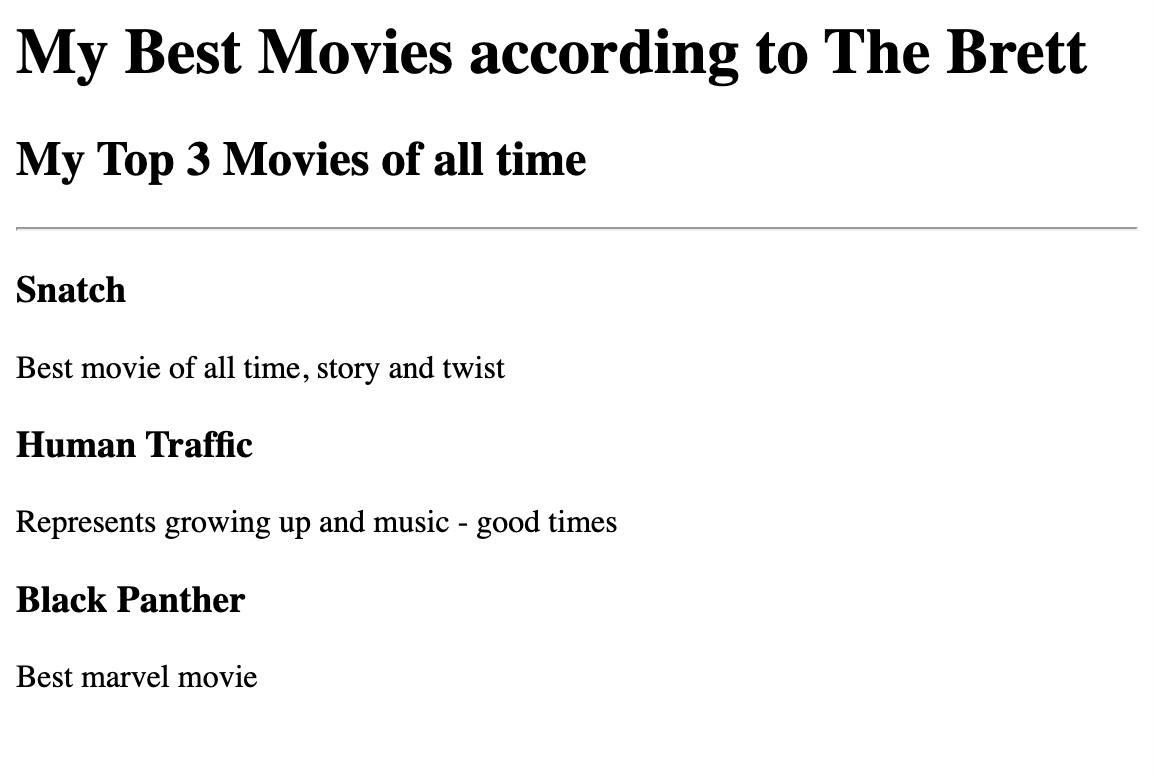 My Best Movies according to The Brett
My Top 3 Movies of all time
Snatch
Best movie of all time, story and twist
Human Traffic
Represents growing up and music - good times
Black Panther
Best marvel movie